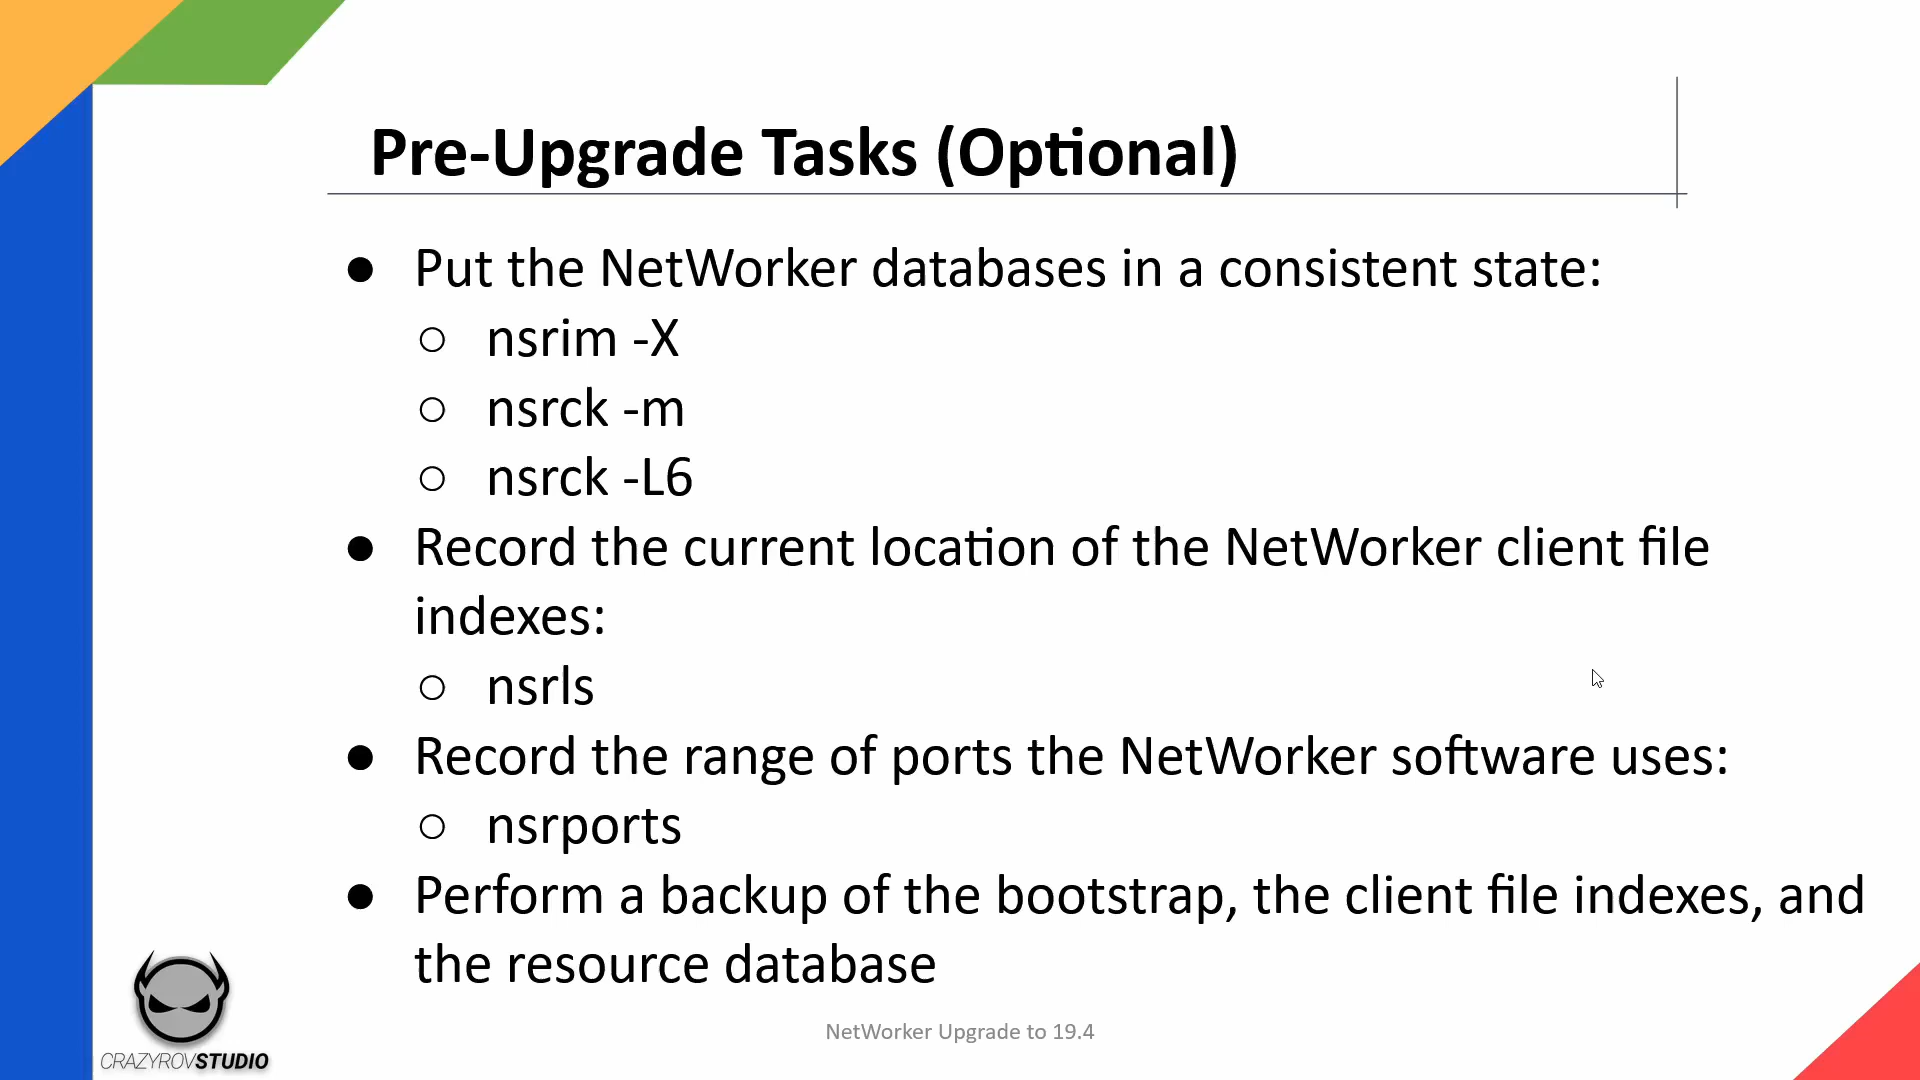 Pre-Upgrade Tasks (Optional)
● Put the NetWorker databases in a consistent state:
○ nsrim -X
○ nsrck -m
○ nsrck -L6
● Record the current location of the NetWorker client file
indexes:
○ nsrls
● Record the range of ports the NetWorker software uses:
○ nsrports
● Perform a backup of the bootstrap, the client file indexes, and
the resource database
NetWorker Upgrade to 19.4
CRAZYROVSTUDIO